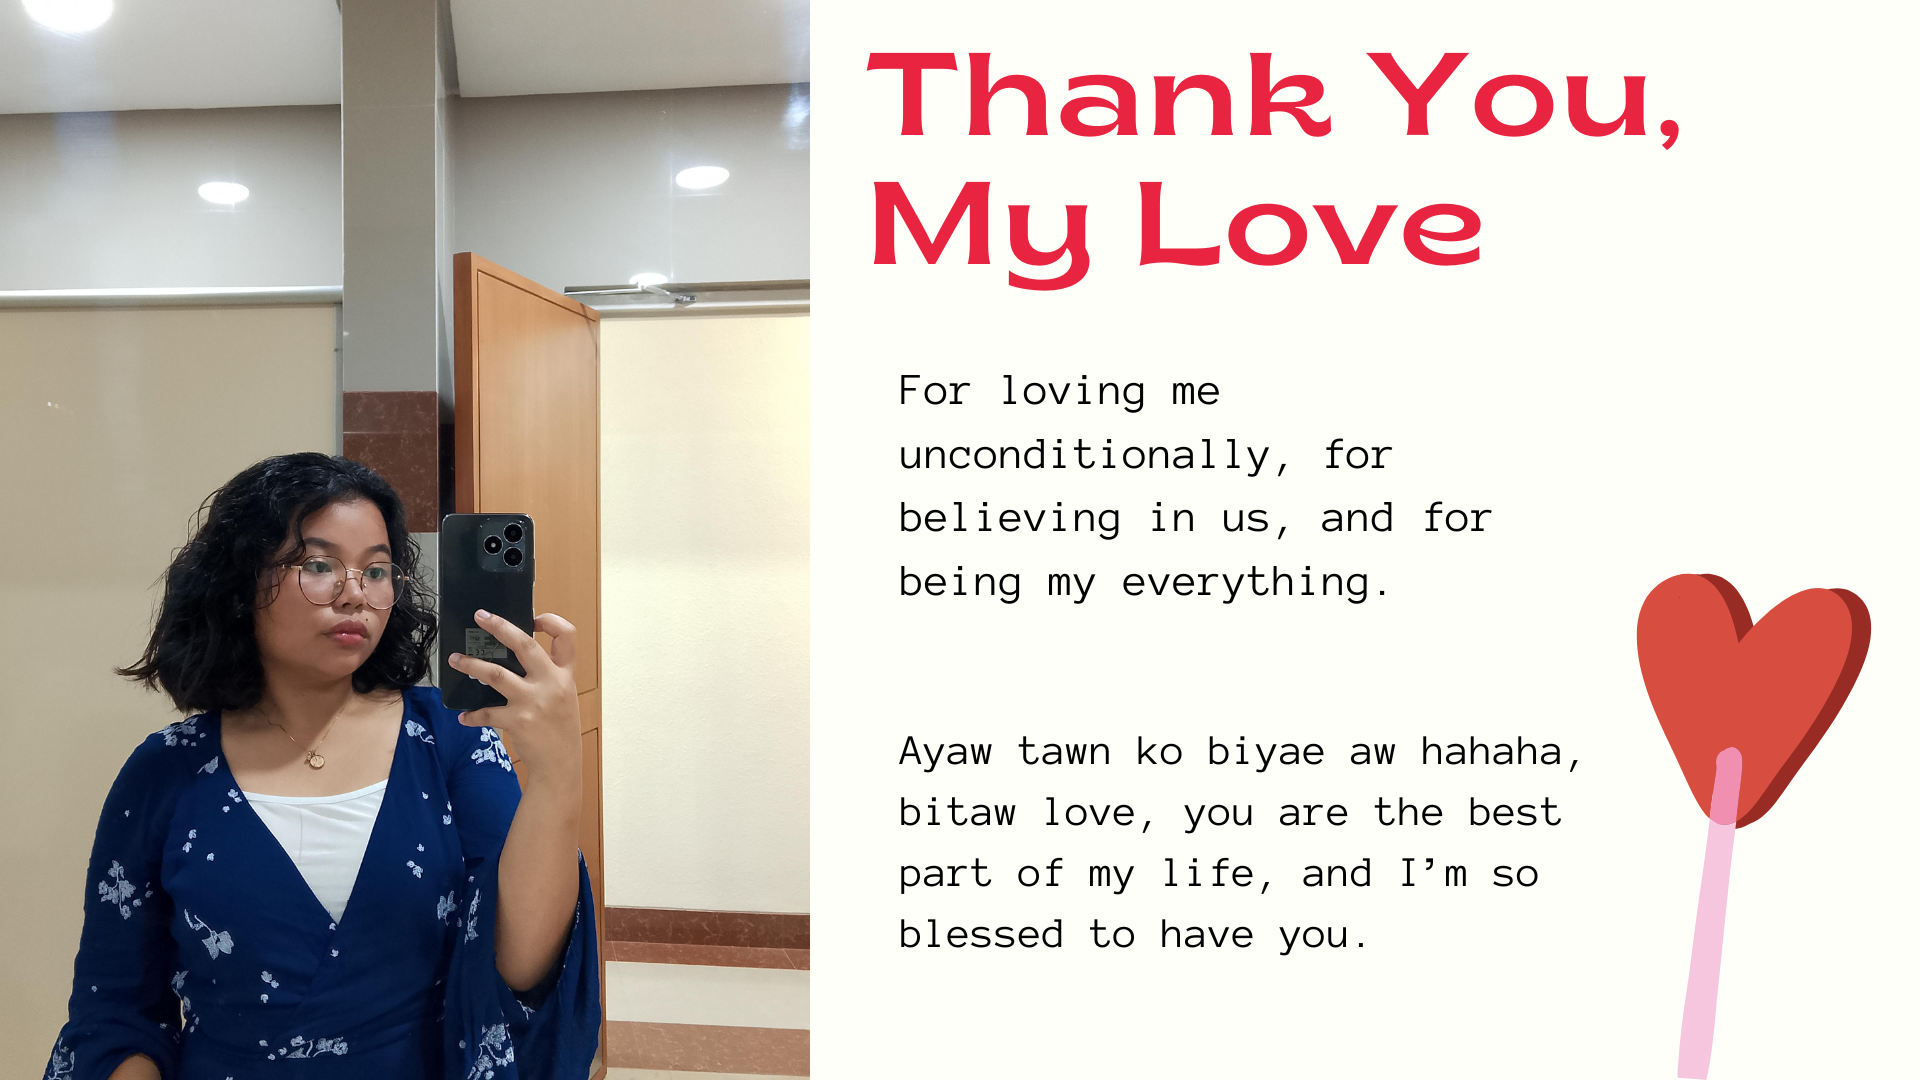 Thank You,
My Love
For loving me
unconditionally, for
believing in us, and for
being my everything.
Ayaw tawn ko biyae aw hahaha,
bitaw love, you are the best
part of my life, and I’m so
blessed to have you.